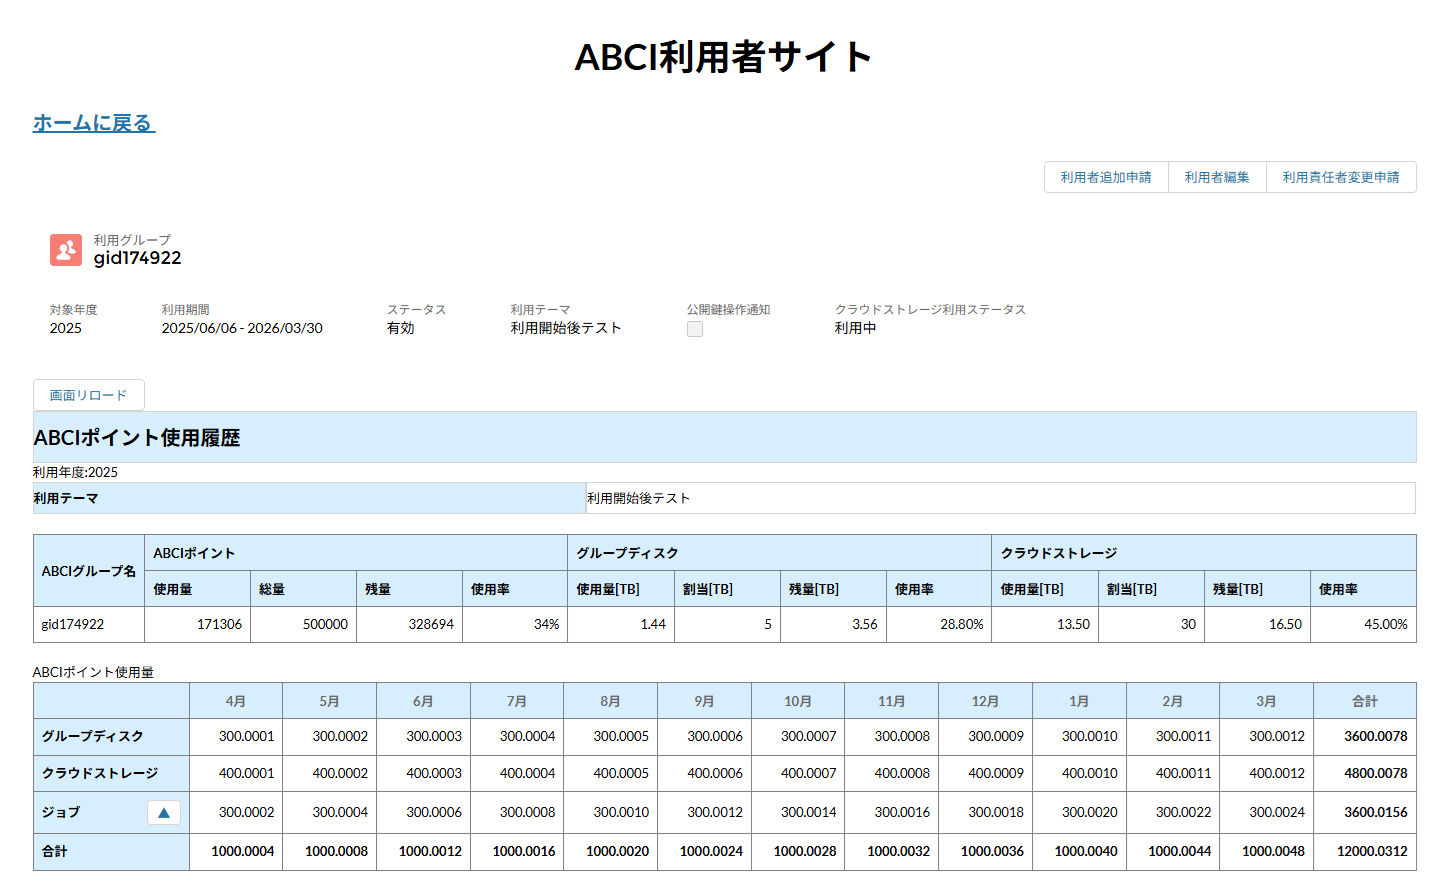 ABCI利用者サイト
ホームに戻る
利用者追加申請 利用者編集 利用責任者変更申請
利用グループ
gid174922
対象年度 利用期間 ステータス 利用テーマ 公開鍵操作通知 クラウドストレージ利用ステータス
2025 2025/06/06 - 2026/03/30 有効 利用開始後テスト 利用中
画面リロード
ABCIポイント使用履歴
利用年度:2025
利用テーマ 利用開始後テスト
ABCIグループ名 ABCIポイント グループディスク クラウドストレージ
使用量 総量 残量 使用率 使用量[TB] 割当[TB] 残量[TB] 使用率 使用量[TB] 割当[TB] 残量[TB] 使用率
gid174922 171306 500000 328694 34% 1.44 5 3.56 28.80% 13.50 30 16.50 45.00%
ABCIポイント使用量
4月 5月 6月 7月 8月 9月 10月 11月 12月 1月 2月 3月 合計
グループディスク 300.0001 300.0002 300.0003 300.0004 300.0005 300.0006 300.0007 300.0008 300.0009 300.0010 300.0011 300.0012 3600.0078
クラウドストレージ 400.0001 400.0002 400.0003 400.0004 400.0005 400.0006 400.0007 400.0008 400.0009 400.0010 400.0011 400.0012 4800.0078
ジョブ ▲ 300.0002 300.0004 300.0006 300.0008 300.0010 300.0012 300.0014 300.0016 300.0018 300.0020 300.0022 300.0024 3600.0156
合計 1000.0004 1000.0008 1000.0012 1000.0016 1000.0020 1000.0024 1000.0028 1000.0032 1000.0036 1000.0040 1000.0044 1000.0048 12000.0312